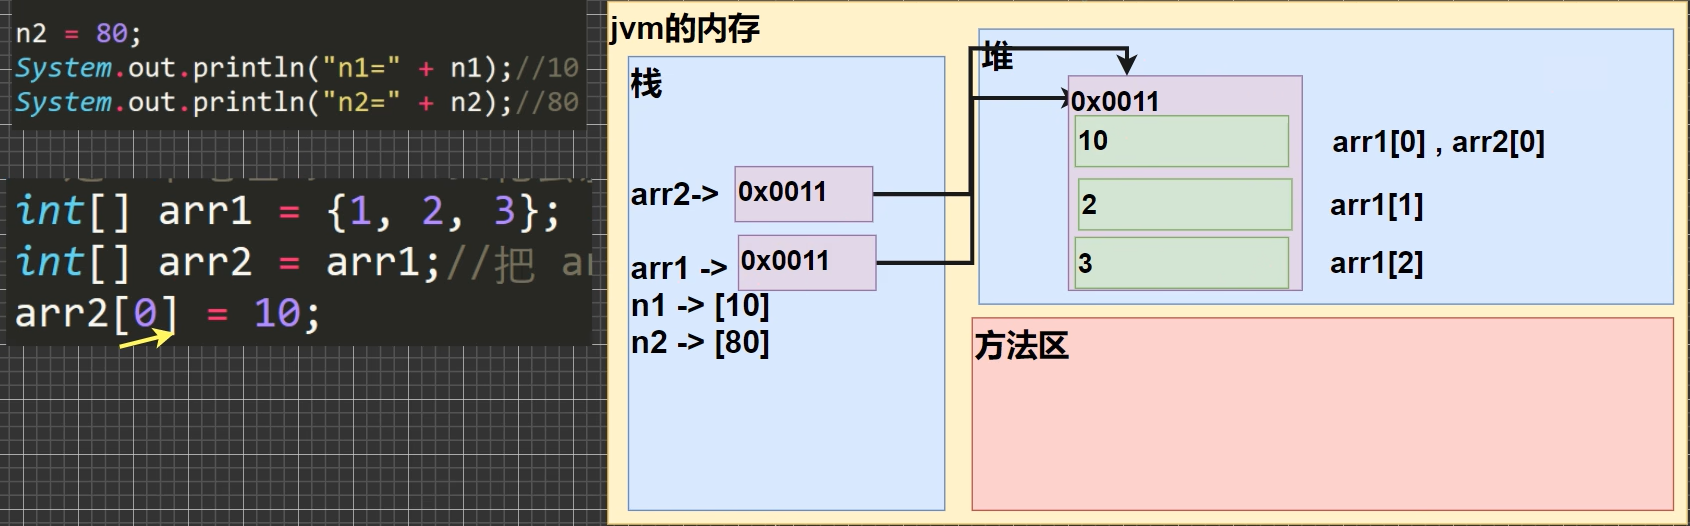 n2 = 80;
System.out.println("n1=" + n1);//10
System.out.println("n2=" + n2);//80
int[] arr1 = {1, 2, 3};
int[] arr2 = arr1;//把 ar
arr2[0] = 10;
jvm的内存
栈
arr2->
0x0011
arr1 ->
0x0011
n1 -> [10]
n2 -> [80]
堆
0x0011
10
arr1[0] , arr2[0]
2
arr1[1]
3
arr1[2]
方法区